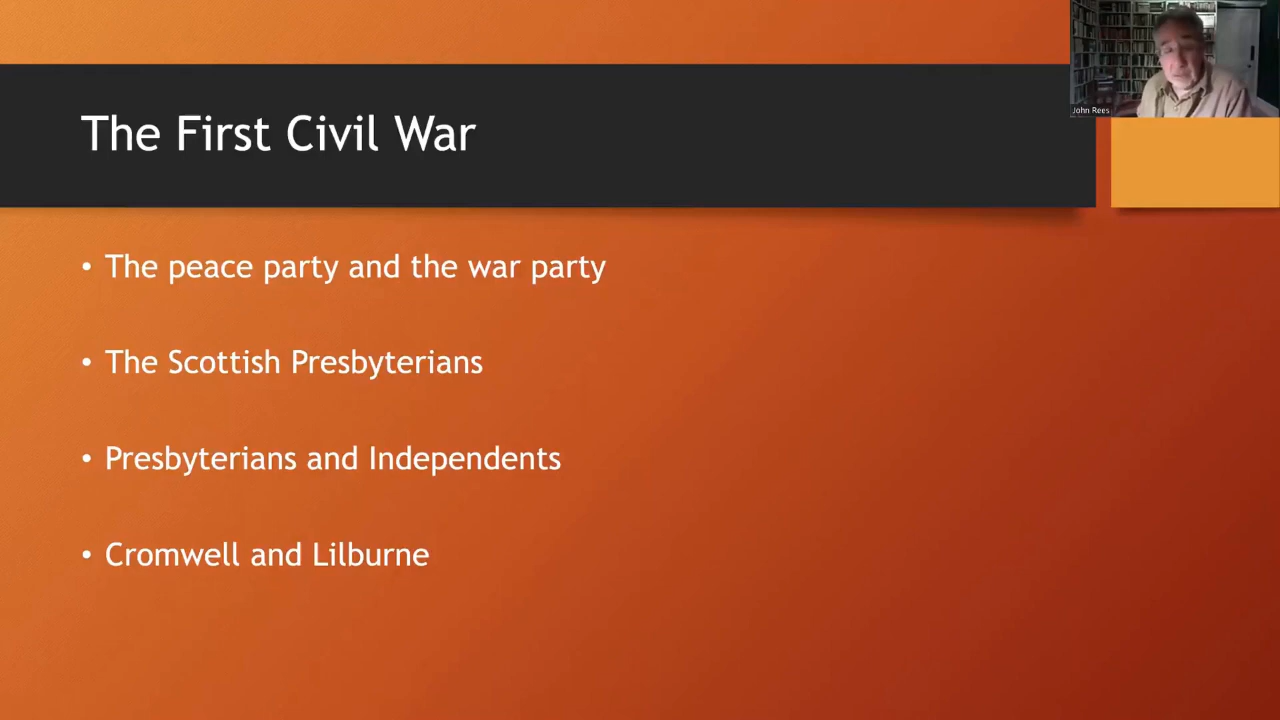 The First Civil War
John Rees
• The peace party and the war party
• The Scottish Presbyterians
• Presbyterians and Independents
• Cromwell and Lilburne